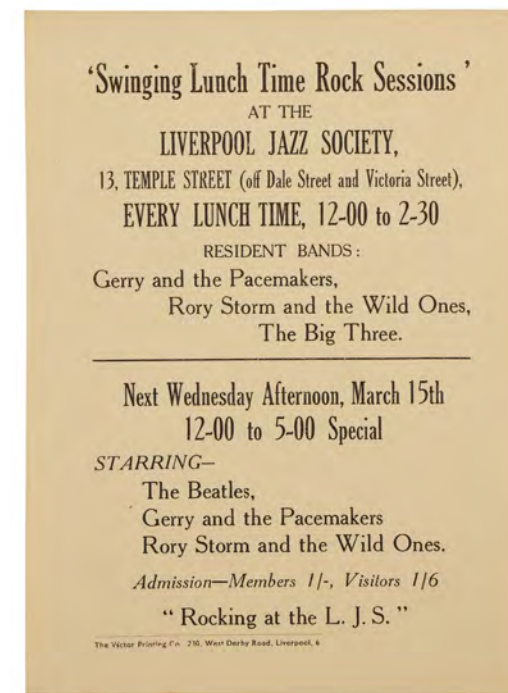 ‘Swinging Lunch Time Rock Sessions’
AT THE
LIVERPOOL JAZZ SOCIETY,
13, TEMPLE STREET (off Dale Street and Victoria Street),
EVERY LUNCH TIME, 12-00 to 2-30
RESIDENT BANDS:
Gerry and the Pacemakers,
Rory Storm and the Wild Ones,
The Big Three.
Next Wednesday Afternoon, March 15th
12-00 to 5-00 Special
STARRING—
The Beatles,
Gerry and the Pacemakers
Rory Storm and the Wild Ones.
Admission—Members 1/-, Visitors 1/6
“ Rocking at the L. J. S. ”
The Victor Printing Co. 230, West Derby Road, Liverpool, 6